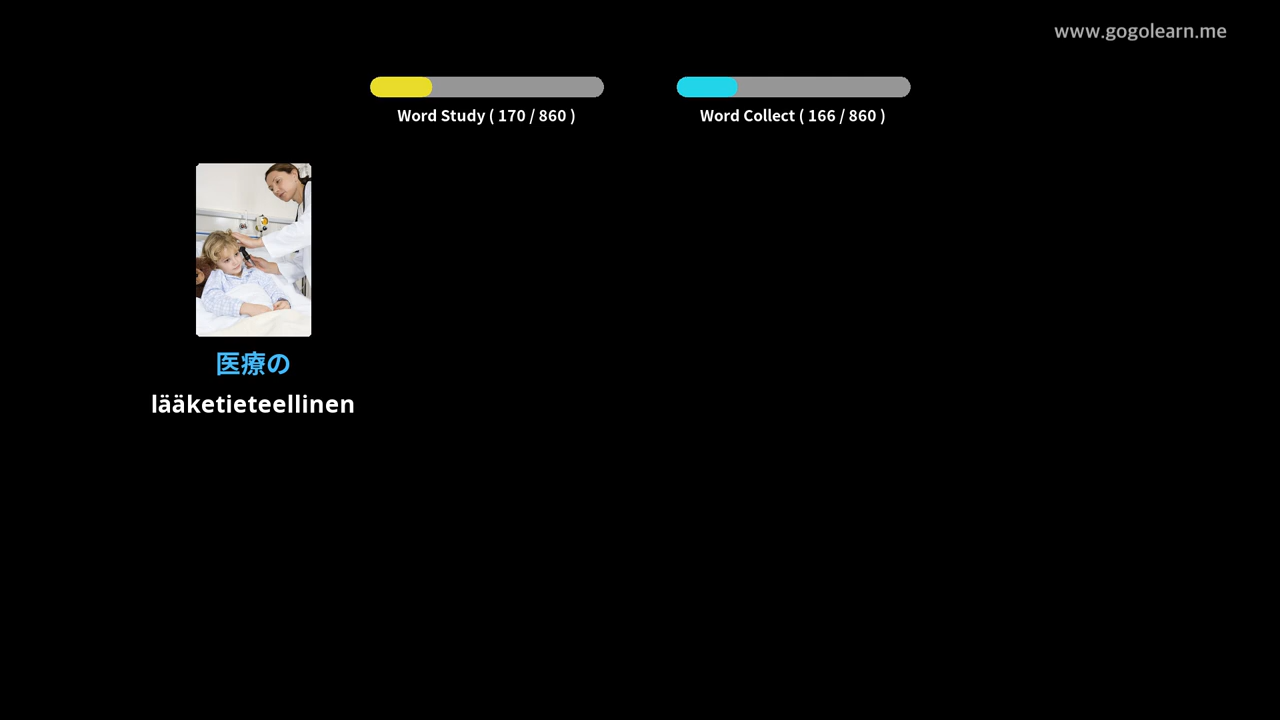 www.gogolearn.me
Word Study ( 170 / 860 )
Word Collect ( 166 / 860 )
医療の
lääketieteellinen